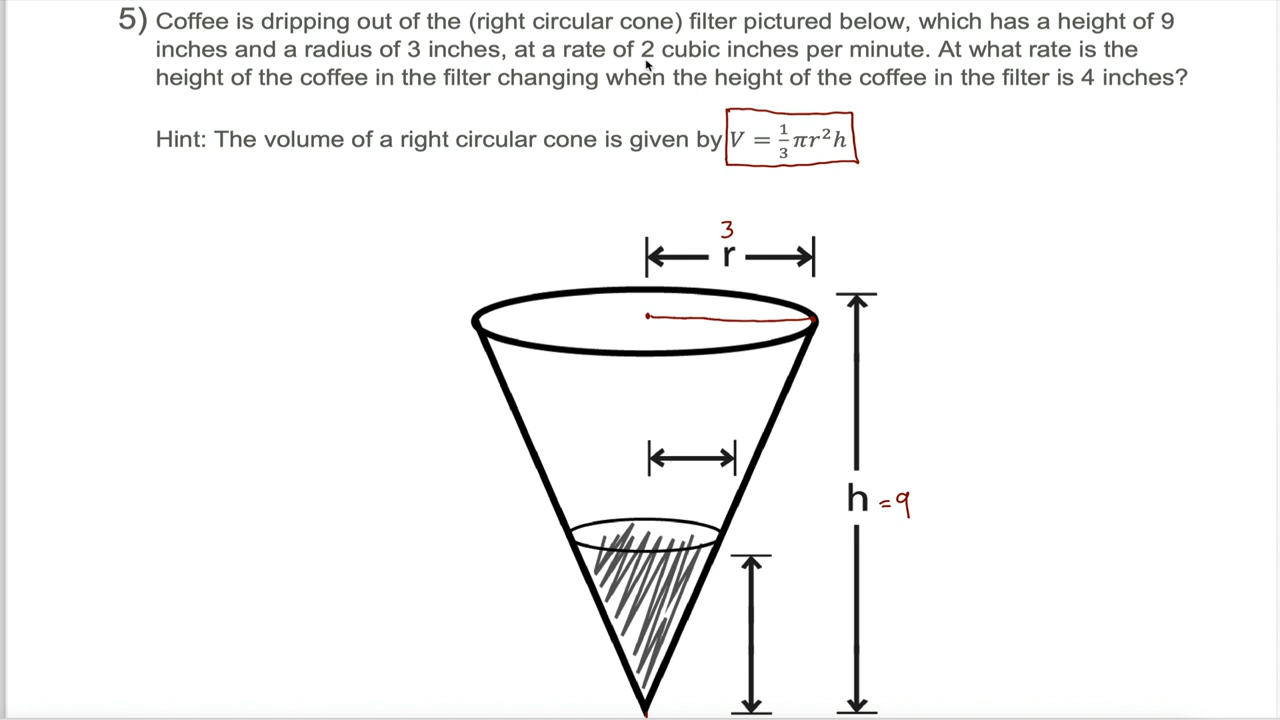 5) Coffee is dripping out of the (right circular cone) filter pictured below, which has a height of 9
inches and a radius of 3 inches, at a rate of 2 cubic inches per minute. At what rate is the
height of the coffee in the filter changing when the height of the coffee in the filter is 4 inches?
Hint: The volume of a right circular cone is given by V = 1/3 πr²h
3
r
h = 9